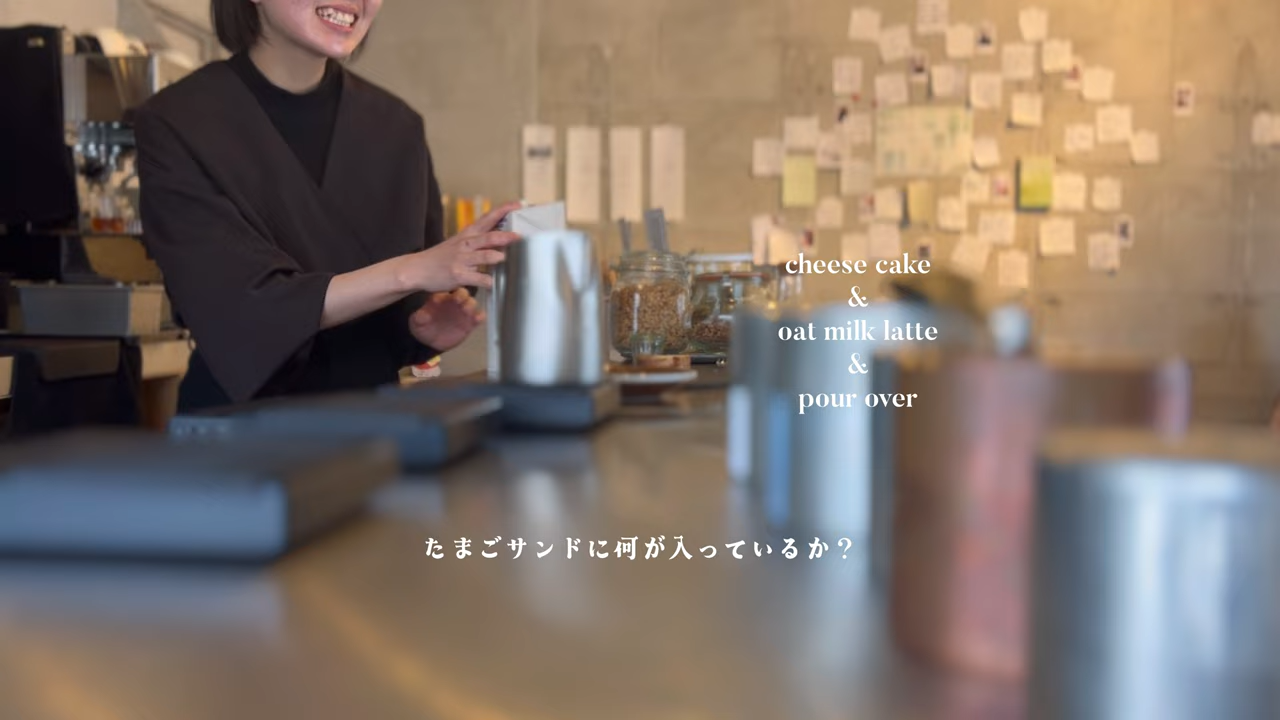 cheese cake
&
oat milk latte
&
pour over
たまごサンドに何が入っているか？